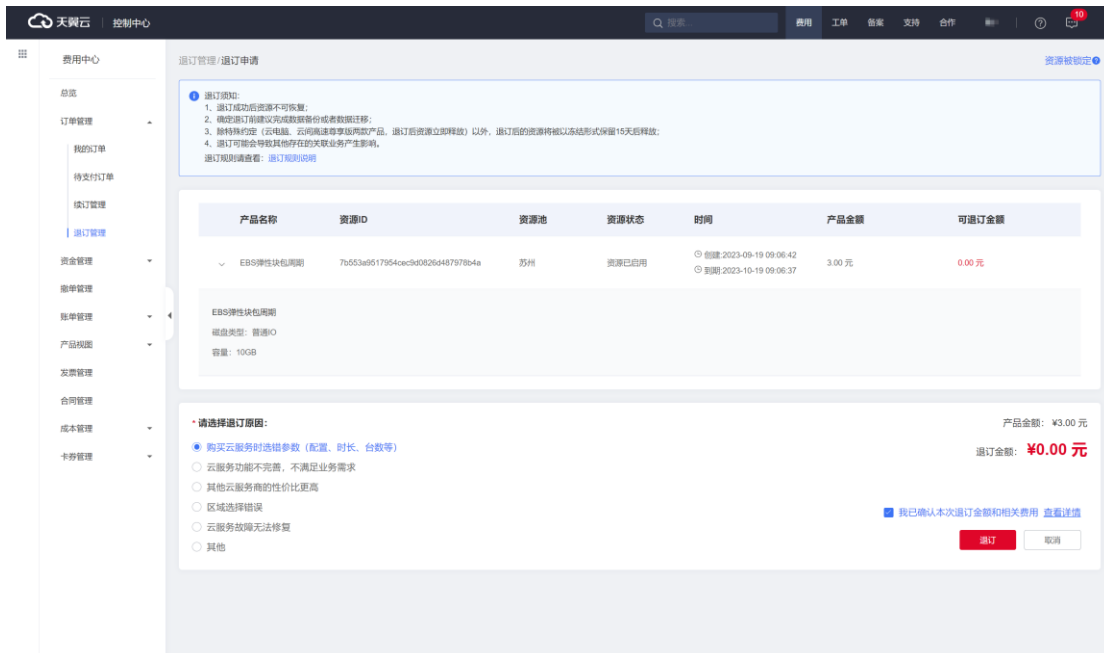 天翼云 控制中心 搜索... 费用 工单 备案 支持 合作 10
费用中心
总览
订单管理
我的订单
待支付订单
续订管理
退订管理
资金管理
撤单管理
账单管理
产品视图
发票管理
合同管理
成本管理
卡券管理
退订管理/退订申请 资源被锁定
退订须知:
1、退订成功后资源不可恢复;
2、确定退订前建议完成数据备份或者数据迁移;
3、除特殊约定(云电脑、云间高速尊享版两款产品,退订后资源立即释放)以外,退订后的资源将被以冻结形式保留15天后释放;
4、退订可能会导致其他存在的关联业务产生影响。
退订规则请查看: 退订规则说明
产品名称 资源ID 资源池 资源状态 时间 产品金额 可退订金额
EBS弹性块包周期 7b553a9517954cec9d0826d487978b4a 苏州 资源已启用 创建:2023-09-19 09:06:42 3.00 元 0.00 元
到期:2023-10-19 09:06:37
EBS弹性块包周期
磁盘类型: 普通IO
容量: 10GB
* 请选择退订原因:
购买云服务时选错参数(配置、时长、台数等)
云服务功能不完善,不满足业务需求
其他云服务商的性价比更高
区域选择错误
云服务故障无法修复
其他
产品金额: ¥3.00 元
退订金额: ¥0.00 元
我已确认本次退订金额和相关费用 查看详情
退订 取消